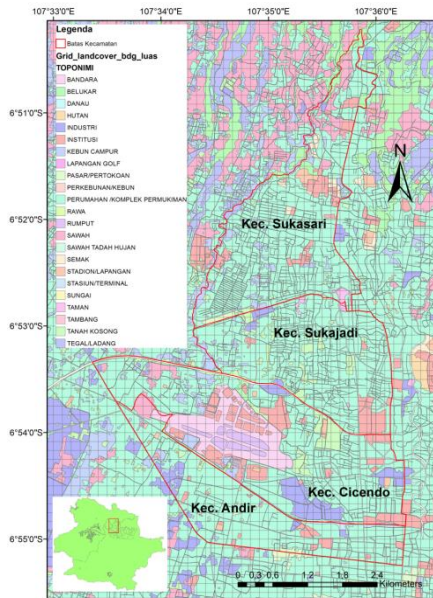 107°33'0"E 107°34'0"E 107°35'0"E 107°36'0"E
Legenda
Batas Kecamatan
Grid_landcover_bdg_luas
TOPONIMI
BANDARA
BELUKAR
DANAU
HUTAN
INDUSTRI
INSTITUSI
KEBUN CAMPUR
LAPANGAN GOLF
PASAR/PERTOKOAN
PERKEBUNAN/KEBUN
PERUMAHAN /KOMPLEK PERMUKIMAN
RAWA
RUMPUT
SAWAH
SAWAH TADAH HUJAN
SEMAK
STADION/LAPANGAN
STASIUN/TERMINAL
SUNGAI
TAMAN
TAMBANG
TANAH KOSONG
TEGAL/LADANG
6°51'0"S
6°52'0"S
6°53'0"S
6°54'0"S
6°55'0"S
N
Kec. Sukasari
Kec. Sukajadi
Kec. Cicendo
Kec. Andir
0 0.3 0.6 1.2 1.8 2.4
Kilometers